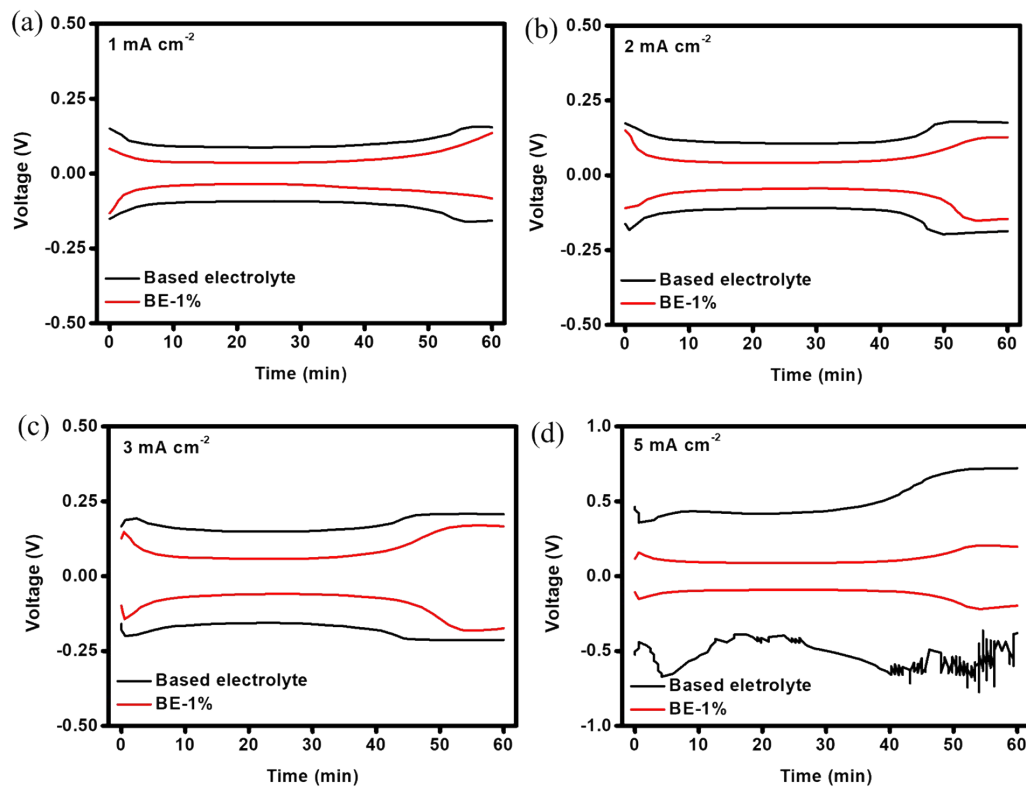 (a)
1 mA cm⁻²
Voltage (V)
0.50
0.25
0.00
-0.25
-0.50
Based electrolyte
BE-1%
0 10 20 30 40 50 60
Time (min)
(b)
2 mA cm⁻²
Voltage (V)
0.50
0.25
0.00
-0.25
-0.50
Based electrolyte
BE-1%
0 10 20 30 40 50 60
Time (min)
(c)
3 mA cm⁻²
Voltage (V)
0.50
0.25
0.00
-0.25
-0.50
Based electrolyte
BE-1%
0 10 20 30 40 50 60
Time (min)
(d)
5 mA cm⁻²
Voltage (V)
1.0
0.5
0.0
-0.5
-1.0
Based eletrolyte
BE-1%
0 10 20 30 40 50 60
Time (min)